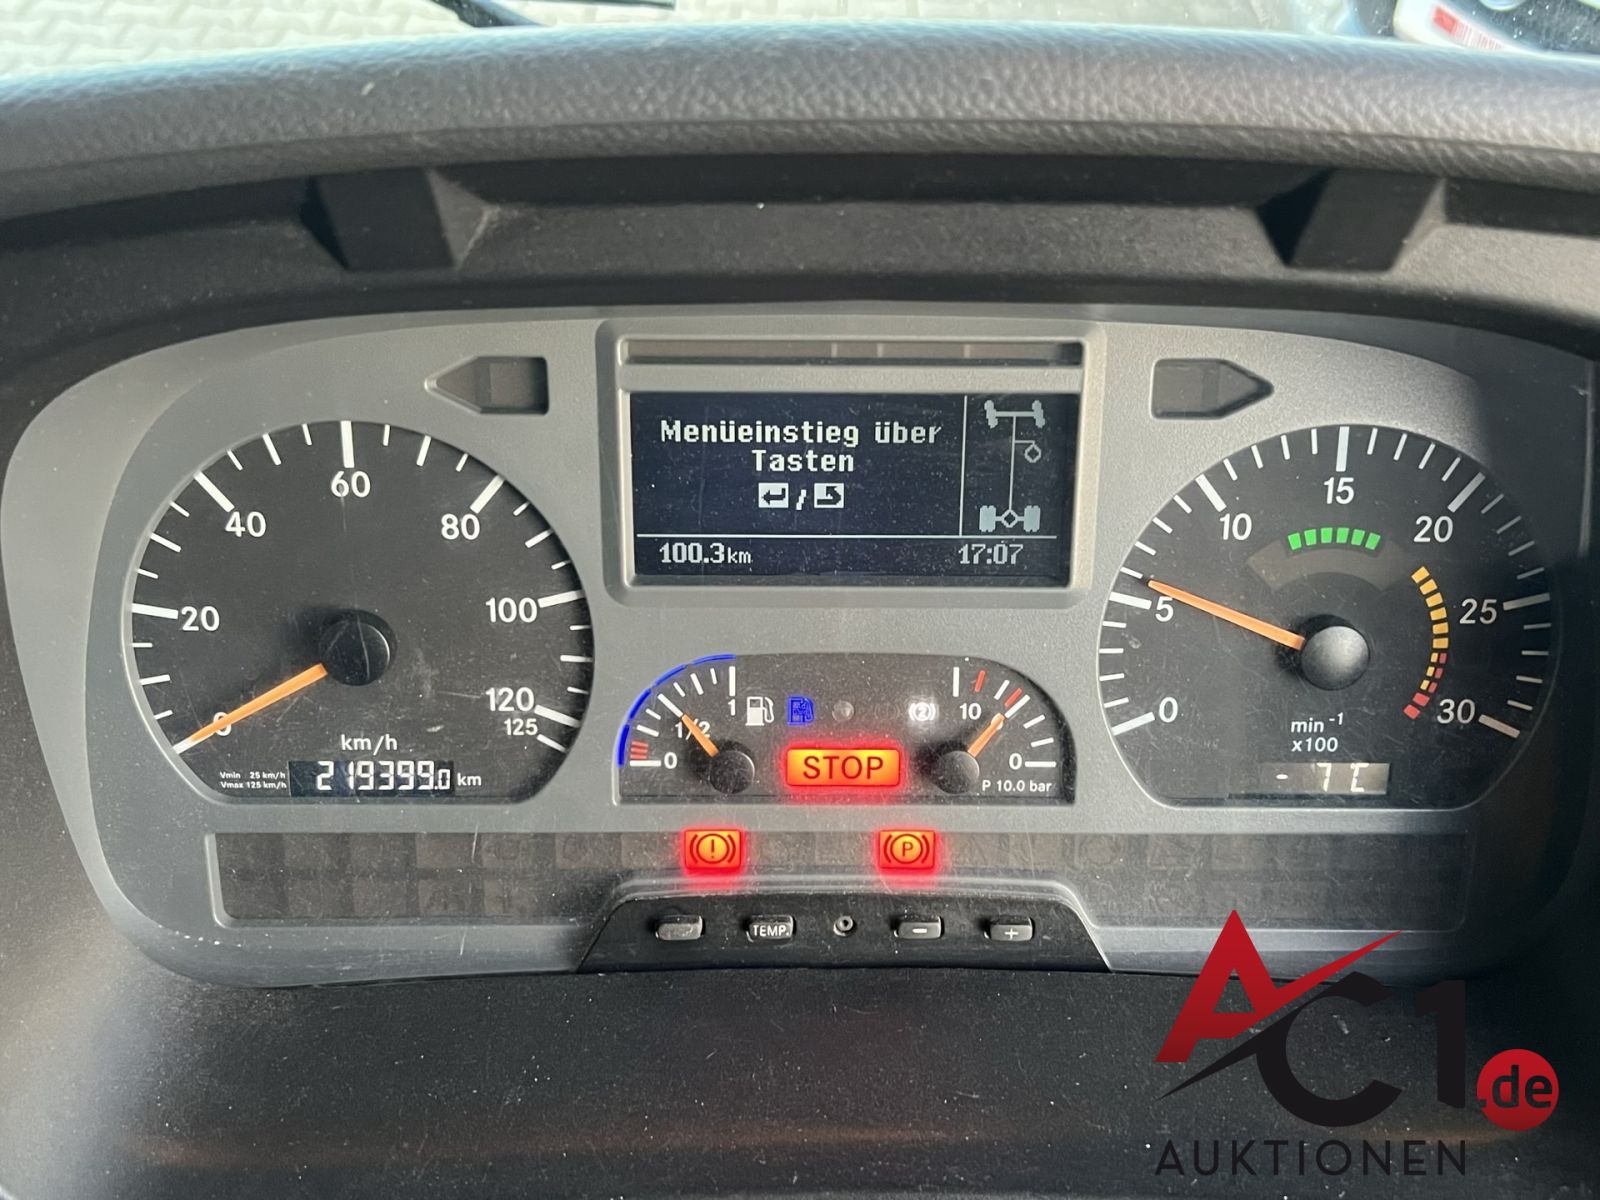 Menüeinstieg über
Tasten
/
100.3km 17:07
0
20
40
60
80
100
120
125
km/h
Vmin 25 km/h
Vmax 125 km/h
219399.0 km
0
1/2
1
STOP
(2)
10
0
P 10.0 bar
0
5
10
15
20
25
30
min⁻¹
x100
- 7 C
!
P
TEMP.
-
+
AC1.de
AUKTIONEN